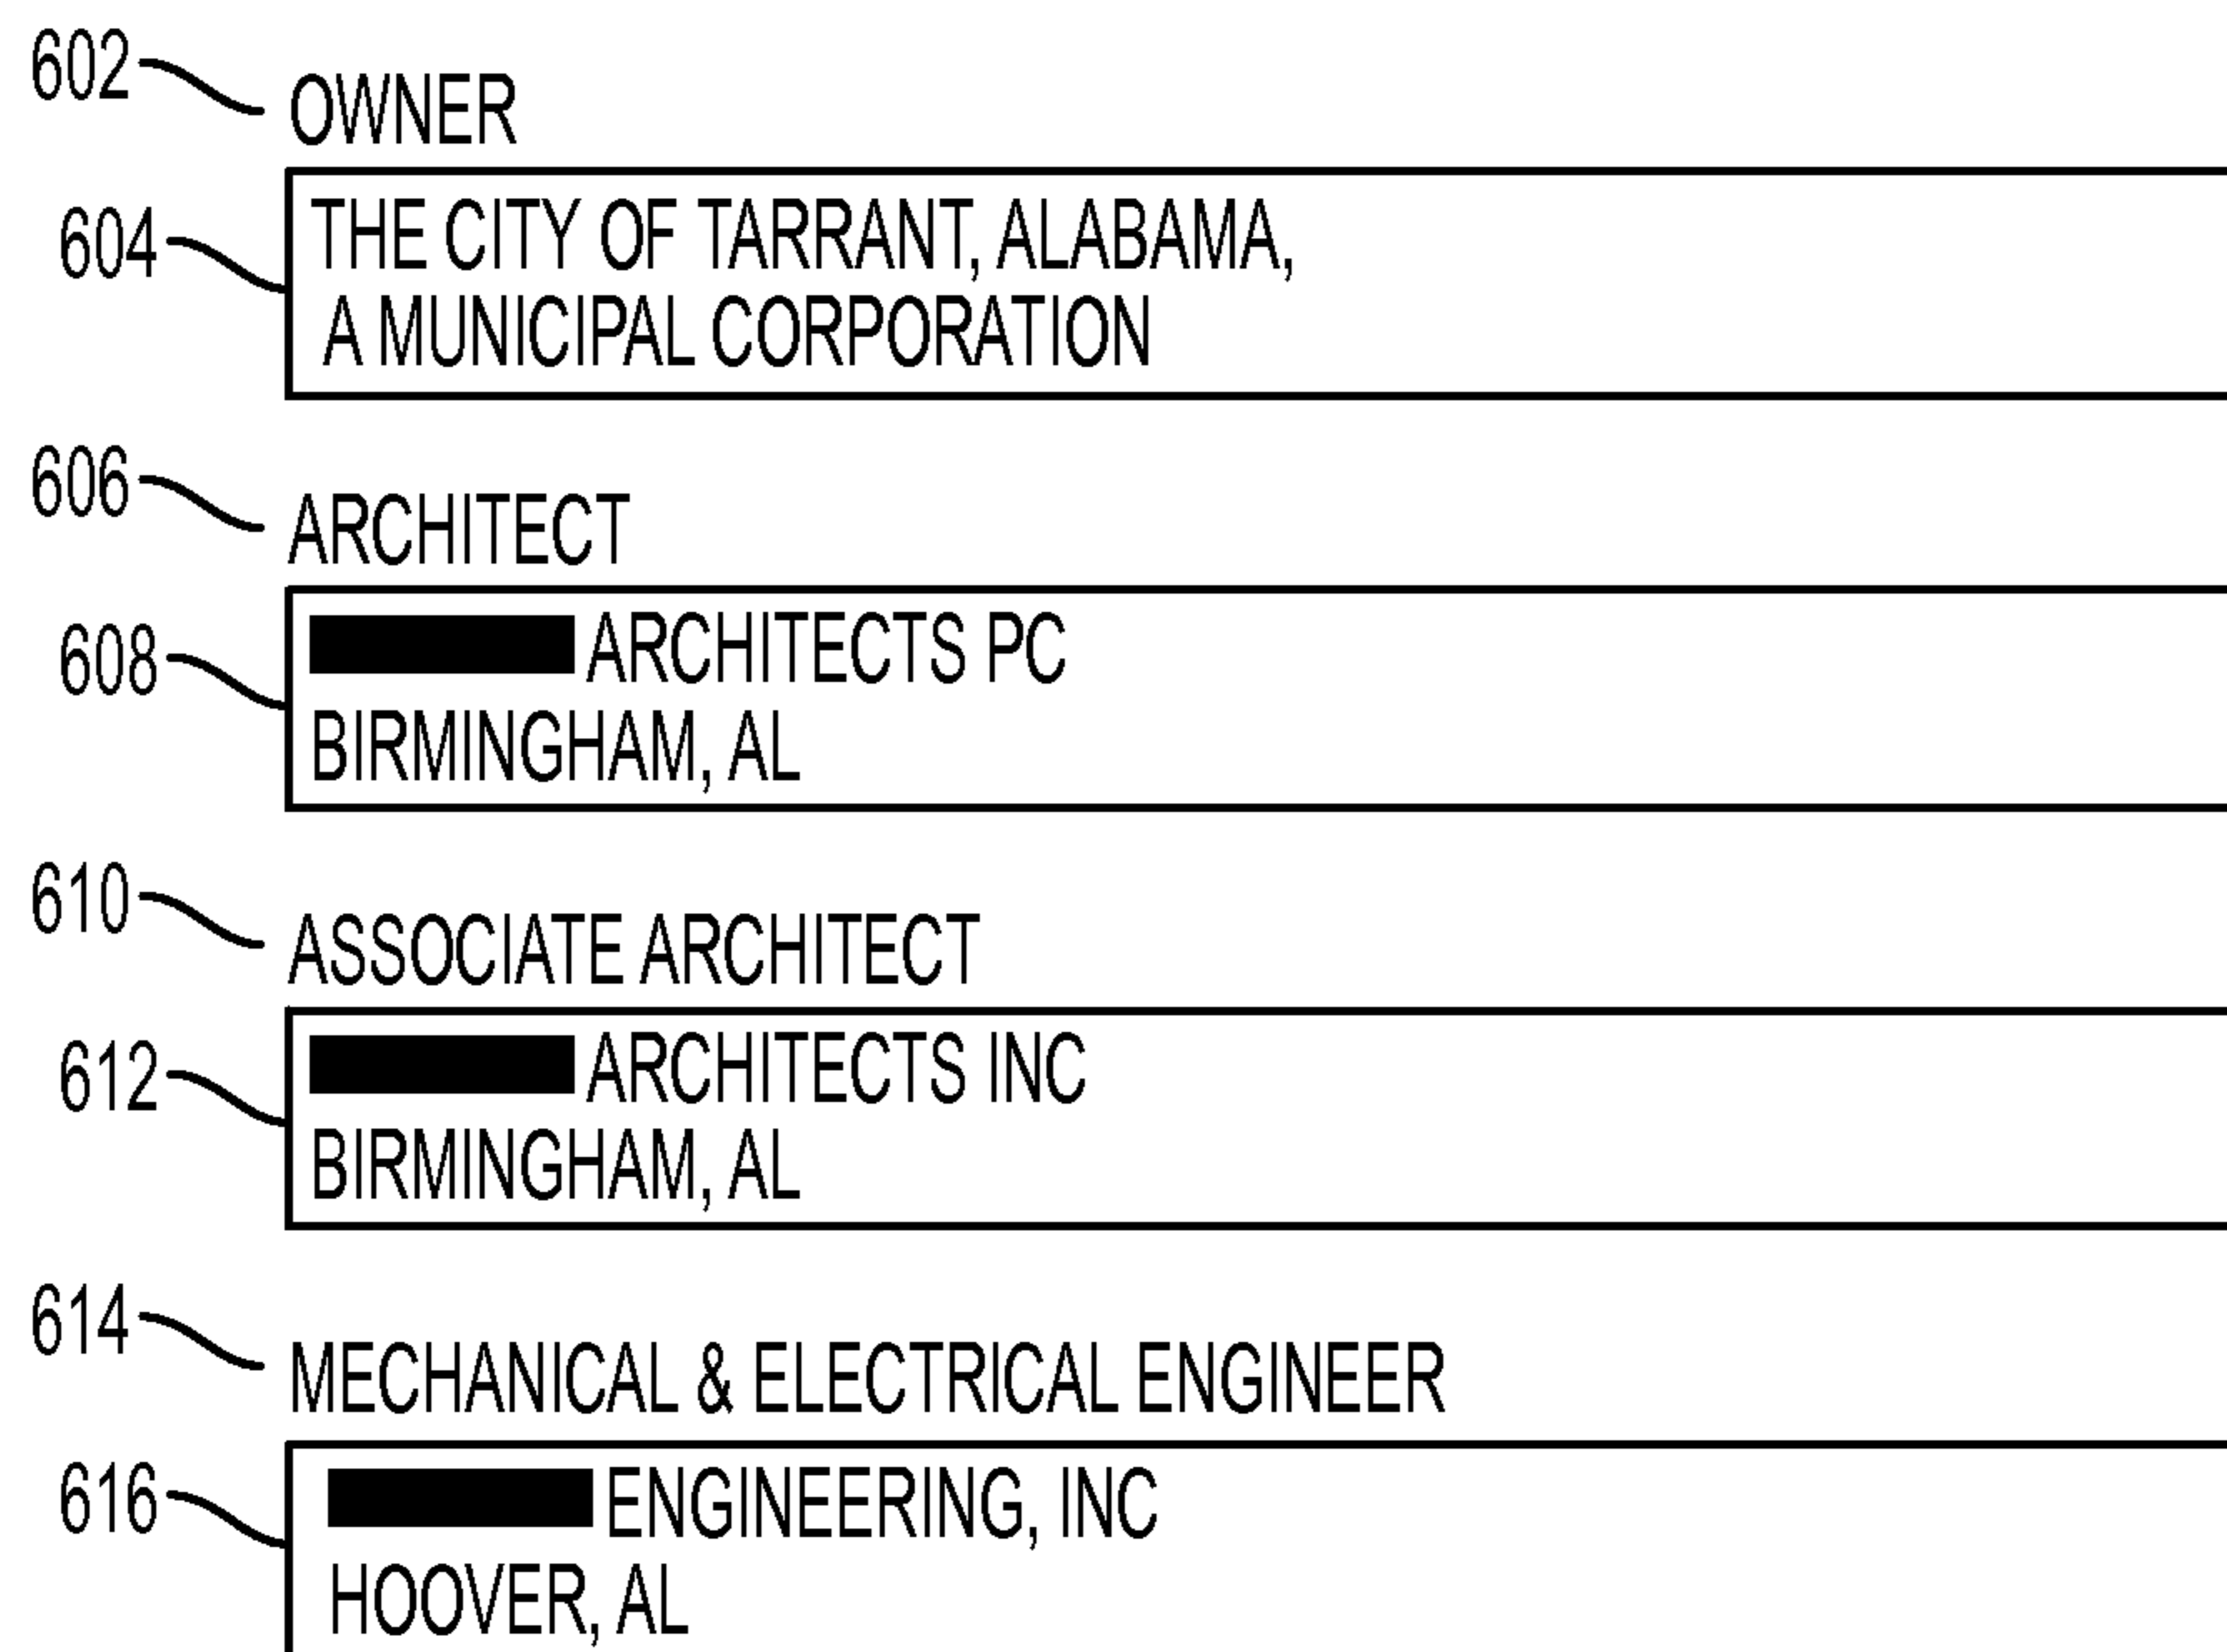 602
OWNER
604
THE CITY OF TARRANT, ALABAMA,
A MUNICIPAL CORPORATION
606
ARCHITECT
608
ARCHITECTS PC
BIRMINGHAM, AL
610
ASSOCIATE ARCHITECT
612
ARCHITECTS INC
BIRMINGHAM, AL
614
MECHANICAL & ELECTRICAL ENGINEER
616
ENGINEERING, INC
HOOVER, AL